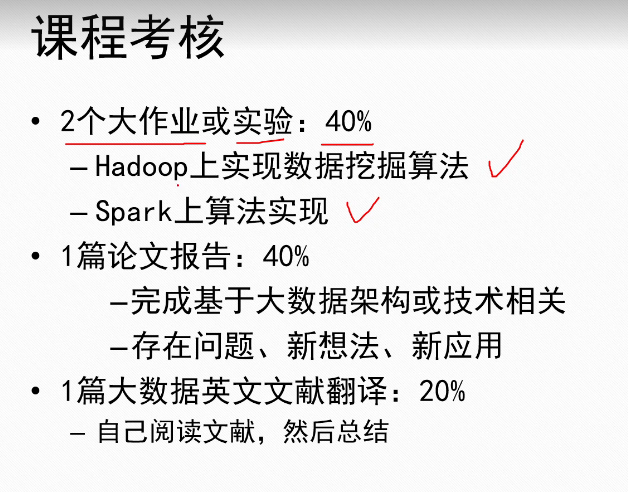 课程考核
• 2个大作业或实验：40%
– Hadoop上实现数据挖掘算法
– Spark上算法实现
• 1篇论文报告：40%
–完成基于大数据架构或技术相关
–存在问题、新想法、新应用
• 1篇大数据英文文献翻译：20%
– 自己阅读文献，然后总结